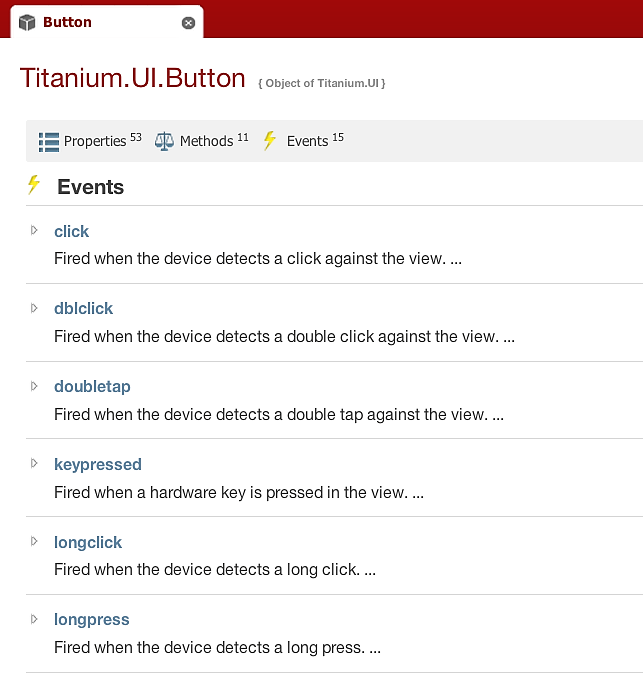 Button
Titanium.UI.Button { Object of Titanium.UI }
Properties 53 Methods 11 Events 15
Events
click
Fired when the device detects a click against the view. ...
dblclick
Fired when the device detects a double click against the view. ...
doubletap
Fired when the device detects a double tap against the view. ...
keypressed
Fired when a hardware key is pressed in the view. ...
longclick
Fired when the device detects a long click. ...
longpress
Fired when the device detects a long press. ...